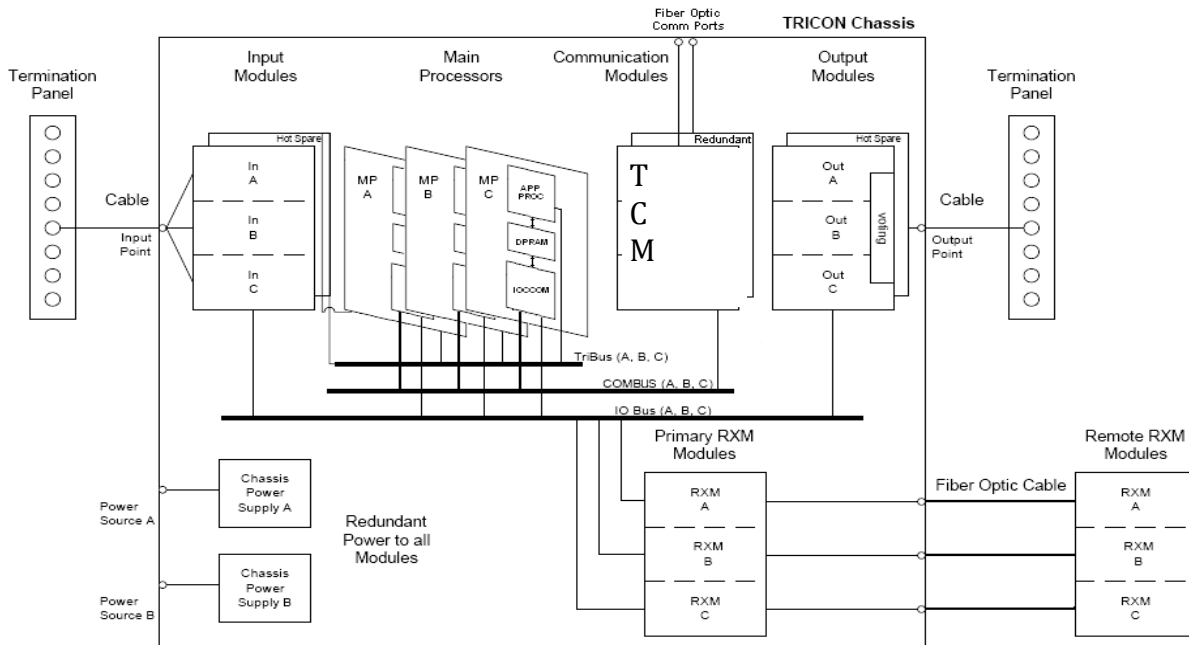 Fiber Optic
Comm Ports
TRICON Chassis
Input
Modules
Main
Processors
Communication
Modules
Output
Modules
Termination
Panel
Termination
Panel
Hot Spare
Redundant
Hot Spare
In
A
In
B
In
C
MP
A
MP
B
MP
C
APP
PROC
DPRAM
IOCCOM
T
C
M
Out
A
Out
B
Out
C
voting
Cable
Input
Point
Cable
Output
Point
TriBus (A, B, C)
COMBUS (A, B, C)
IO Bus (A, B, C)
Primary RXM
Modules
Remote RXM
Modules
Chassis
Power
Supply A
Power
Source A
Redundant
Power to all
Modules
Chassis
Power
Supply B
Power
Source B
RXM
A
RXM
B
RXM
C
Fiber Optic Cable
RXM
A
RXM
B
RXM
C